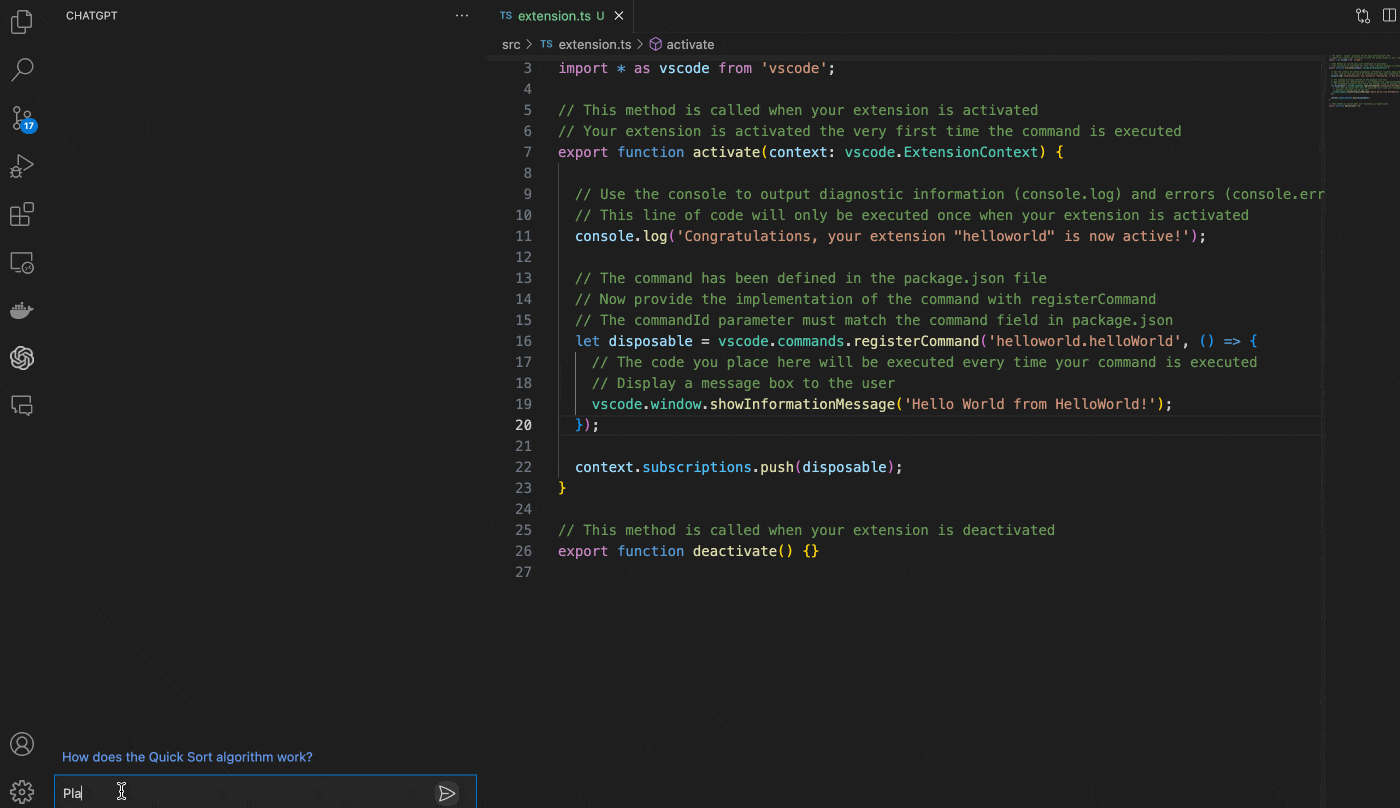 CHATGPT
···
TS extension.ts U
src > TS extension.ts > activate
3 import * as vscode from 'vscode';
4
5 // This method is called when your extension is activated
6 // Your extension is activated the very first time the command is executed
7 export function activate(context: vscode.ExtensionContext) {
8
9 // Use the console to output diagnostic information (console.log) and errors (console.err
10 // This line of code will only be executed once when your extension is activated
11 console.log('Congratulations, your extension "helloworld" is now active!');
12
13 // The command has been defined in the package.json file
14 // Now provide the implementation of the command with registerCommand
15 // The commandId parameter must match the command field in package.json
16 let disposable = vscode.commands.registerCommand('helloworld.helloWorld', () => {
17 // The code you place here will be executed every time your command is executed
18 // Display a message box to the user
19 vscode.window.showInformationMessage('Hello World from HelloWorld!');
20 });
21
22 context.subscriptions.push(disposable);
23 }
24
25 // This method is called when your extension is deactivated
26 export function deactivate() {}
27
17
How does the Quick Sort algorithm work?
Pla